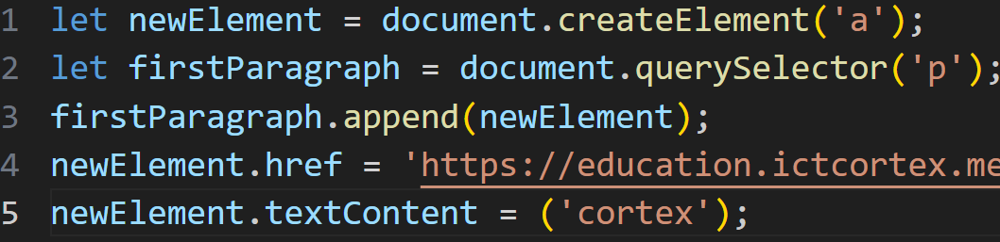 1 let newElement = document.createElement('a');
2 let firstParagraph = document.querySelector('p');
3 firstParagraph.append(newElement);
4 newElement.href = 'https://education.ictcortex.me
5 newElement.textContent = ('cortex');